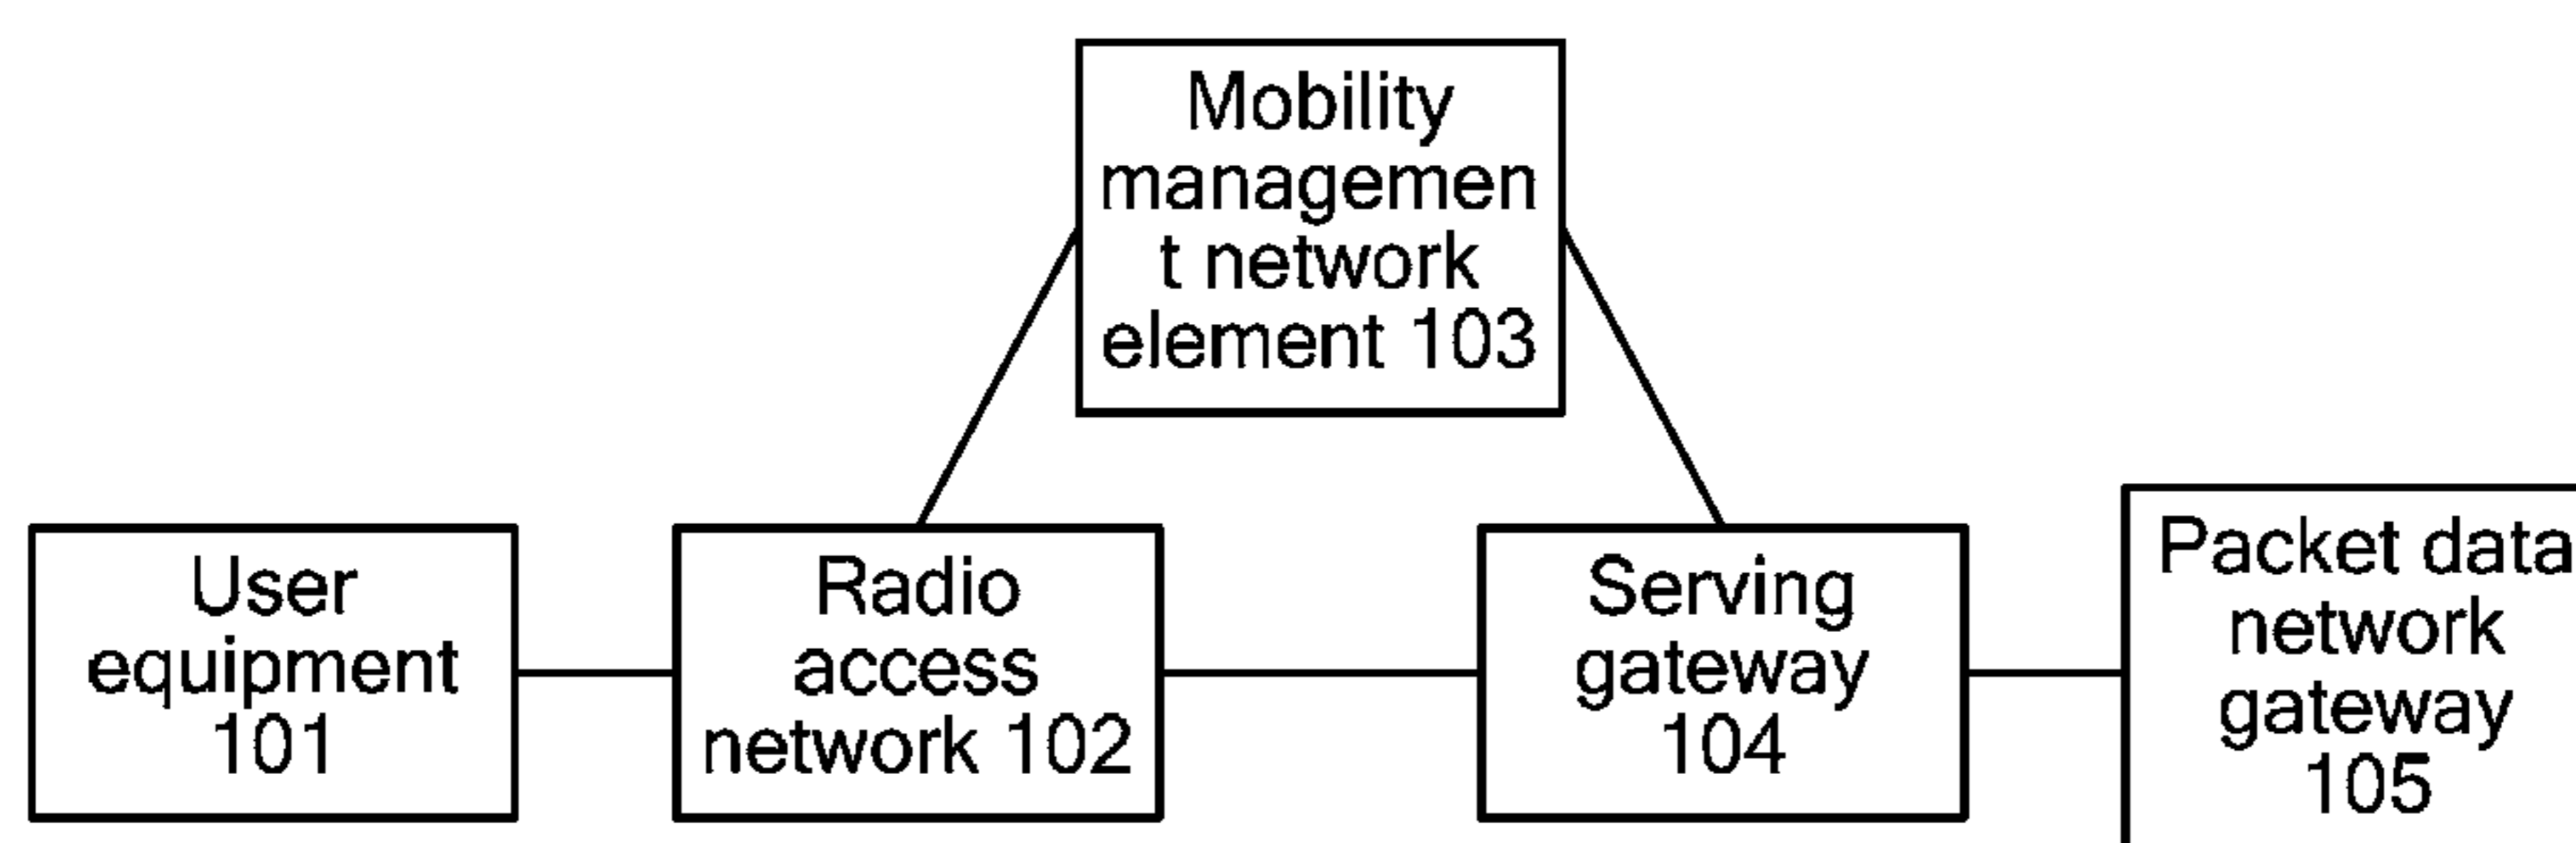 Mobility
managemen
t network
element 103
User
equipment
101
Radio
access
network 102
Serving
gateway
104
Packet data
network
gateway
105